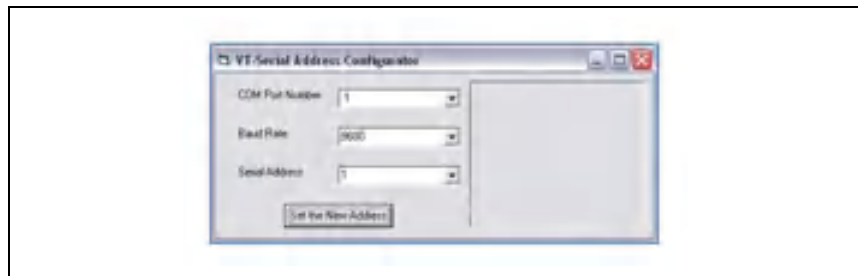 VT-Serial Address Configurator
COM Port Number 1
Baud Rate 9600
Serial Address 1
Set the New Address